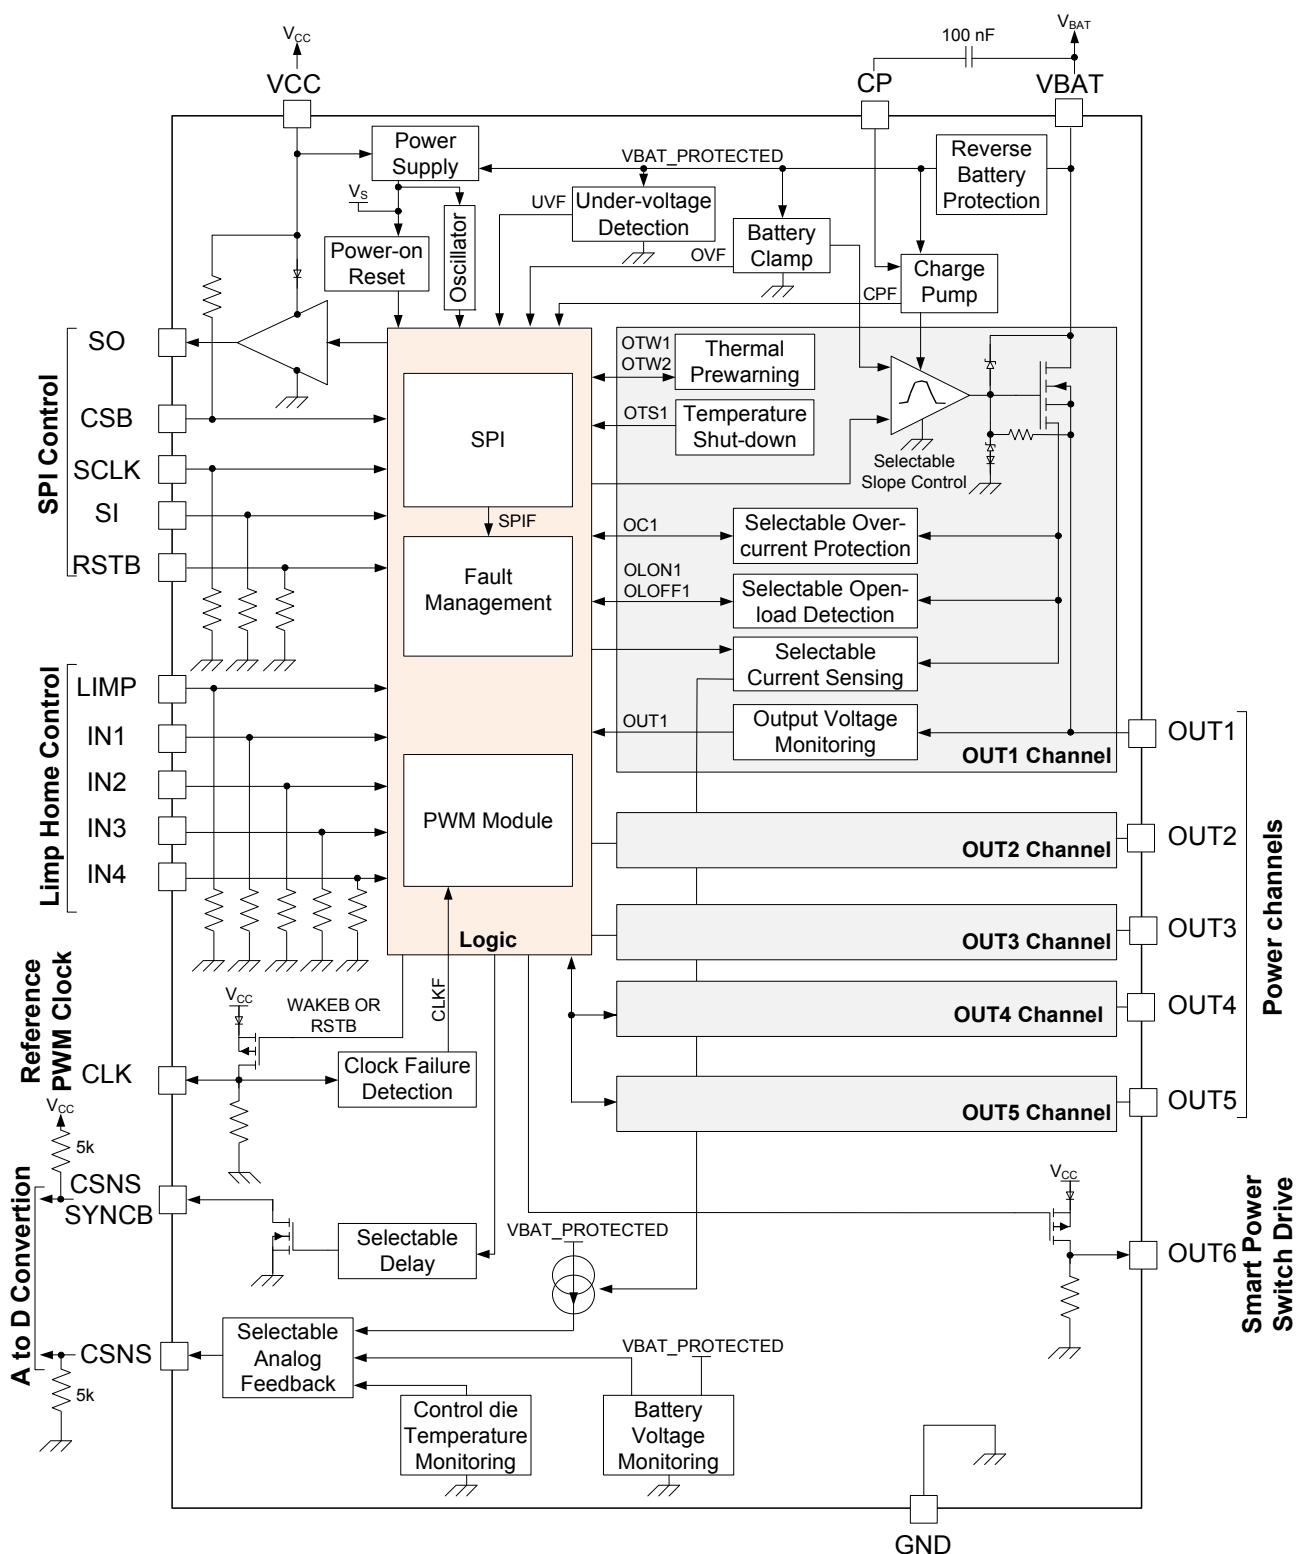 VCC
100 nF
VBAT
VCC
CP
VBAT
Power
Supply
VBAT_PROTECTED
Reverse
Battery
Protection
VS
UVF
Under-voltage
Detection
Oscillator
Power-on
Reset
OVF
Battery
Clamp
CPF
Charge
Pump
SPI Control
SO
CSB
SCLK
SI
RSTB
SPI
SPIF
Fault
Management
OTW1
OTW2
Thermal
Prewarning
OTS1
Temperature
Shut-down
Selectable
Slope Control
OC1
Selectable Over-
current Protection
OLON1
OLOFF1
Selectable Open-
load Detection
Selectable
Current Sensing
OUT1
Output Voltage
Monitoring
OUT1 Channel
OUT1
Limp Home Control
LIMP
IN1
IN2
IN3
IN4
PWM Module
Logic
OUT2 Channel
OUT2
OUT3 Channel
OUT3
OUT4 Channel
OUT4
OUT5 Channel
OUT5
Power channels
Reference
PWM Clock
VCC
WAKEB OR
RSTB
CLKF
CLK
Clock Failure
Detection
VCC
5k
A to D Convertion
CSNS
SYNCB
Selectable
Delay
VBAT_PROTECTED
VCC
OUT6
Smart Power
Switch Drive
CSNS
5k
Selectable
Analog
Feedback
VBAT_PROTECTED
Control die
Temperature
Monitoring
Battery
Voltage
Monitoring
GND